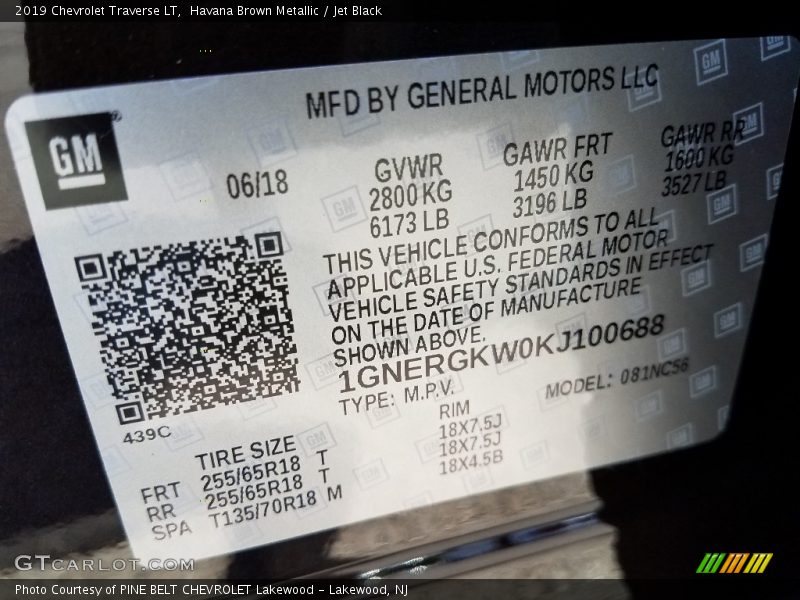 2019 Chevrolet Traverse LT, Havana Brown Metallic / Jet Black
MFD BY GENERAL MOTORS LLC
GM
06/18
GVWR
2800 KG
6173 LB
GAWR FRT
1450 KG
3196 LB
GAWR RR
1600 KG
3527 LB
THIS VEHICLE CONFORMS TO ALL
APPLICABLE U.S. FEDERAL MOTOR
VEHICLE SAFETY STANDARDS IN EFFECT
ON THE DATE OF MANUFACTURE
SHOWN ABOVE.
1GNERGKW0KJ100688
TYPE: M.P.V.
MODEL: 081NC56
439C
TIRE SIZE RIM
FRT 255/65R18 T 18X7.5J
RR 255/65R18 T 18X7.5J
SPA T135/70R18 M 18X4.5B
GTCARLOT.COM
Photo Courtesy of PINE BELT CHEVROLET Lakewood - Lakewood, NJ